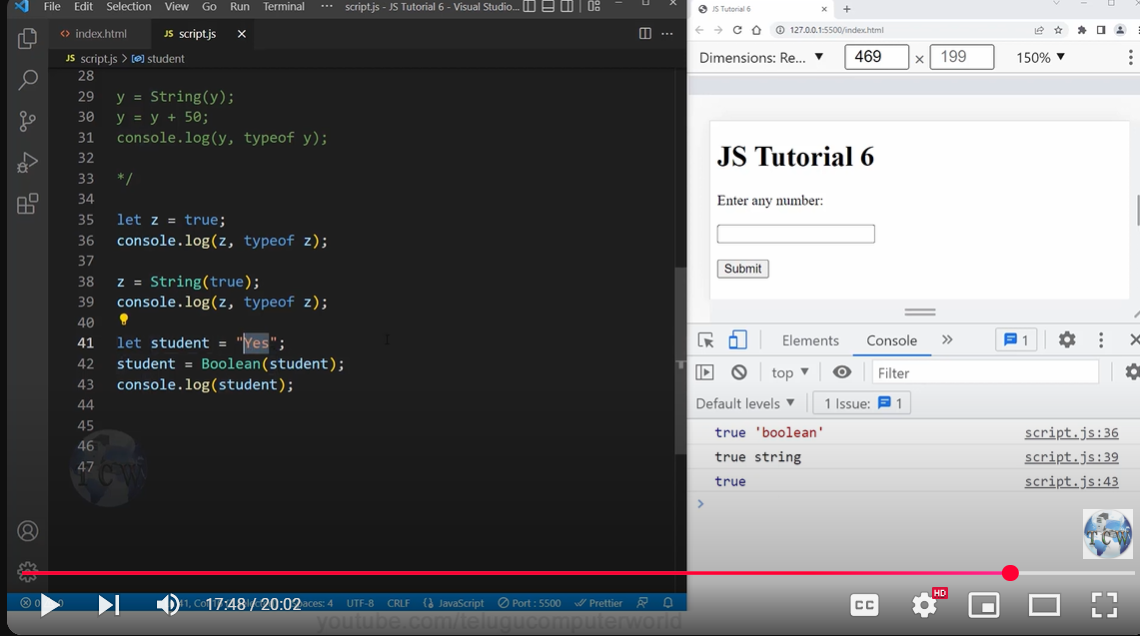 File Edit Selection View Go Run Terminal ··· script.js - JS Tutorial 6 - Visual Studio...
index.html JS script.js
JS script.js > student
28
29 y = String(y);
30 y = y + 50;
31 console.log(y, typeof y);
32
33 */
34
35 let z = true;
36 console.log(z, typeof z);
37
38 z = String(true);
39 console.log(z, typeof z);
40
41 let student = "Yes";
42 student = Boolean(student);
43 console.log(student);
44
45
46
47
TCW
UTF-8 CRLF JavaScript Port : 5500 Prettier
17:48 / 20:02
youtube.com/telugucomputerworld
JS Tutorial 6
127.0.0.1:5500/index.html
Dimensions: Re... ▼ 469 × 199 150% ▼
JS Tutorial 6
Enter any number:
Submit
Elements Console » 1
top ▼ Filter
Default levels ▼ 1 Issue: 1
true 'boolean' script.js:36
true string script.js:39
true script.js:43
>
TCW
CC HD